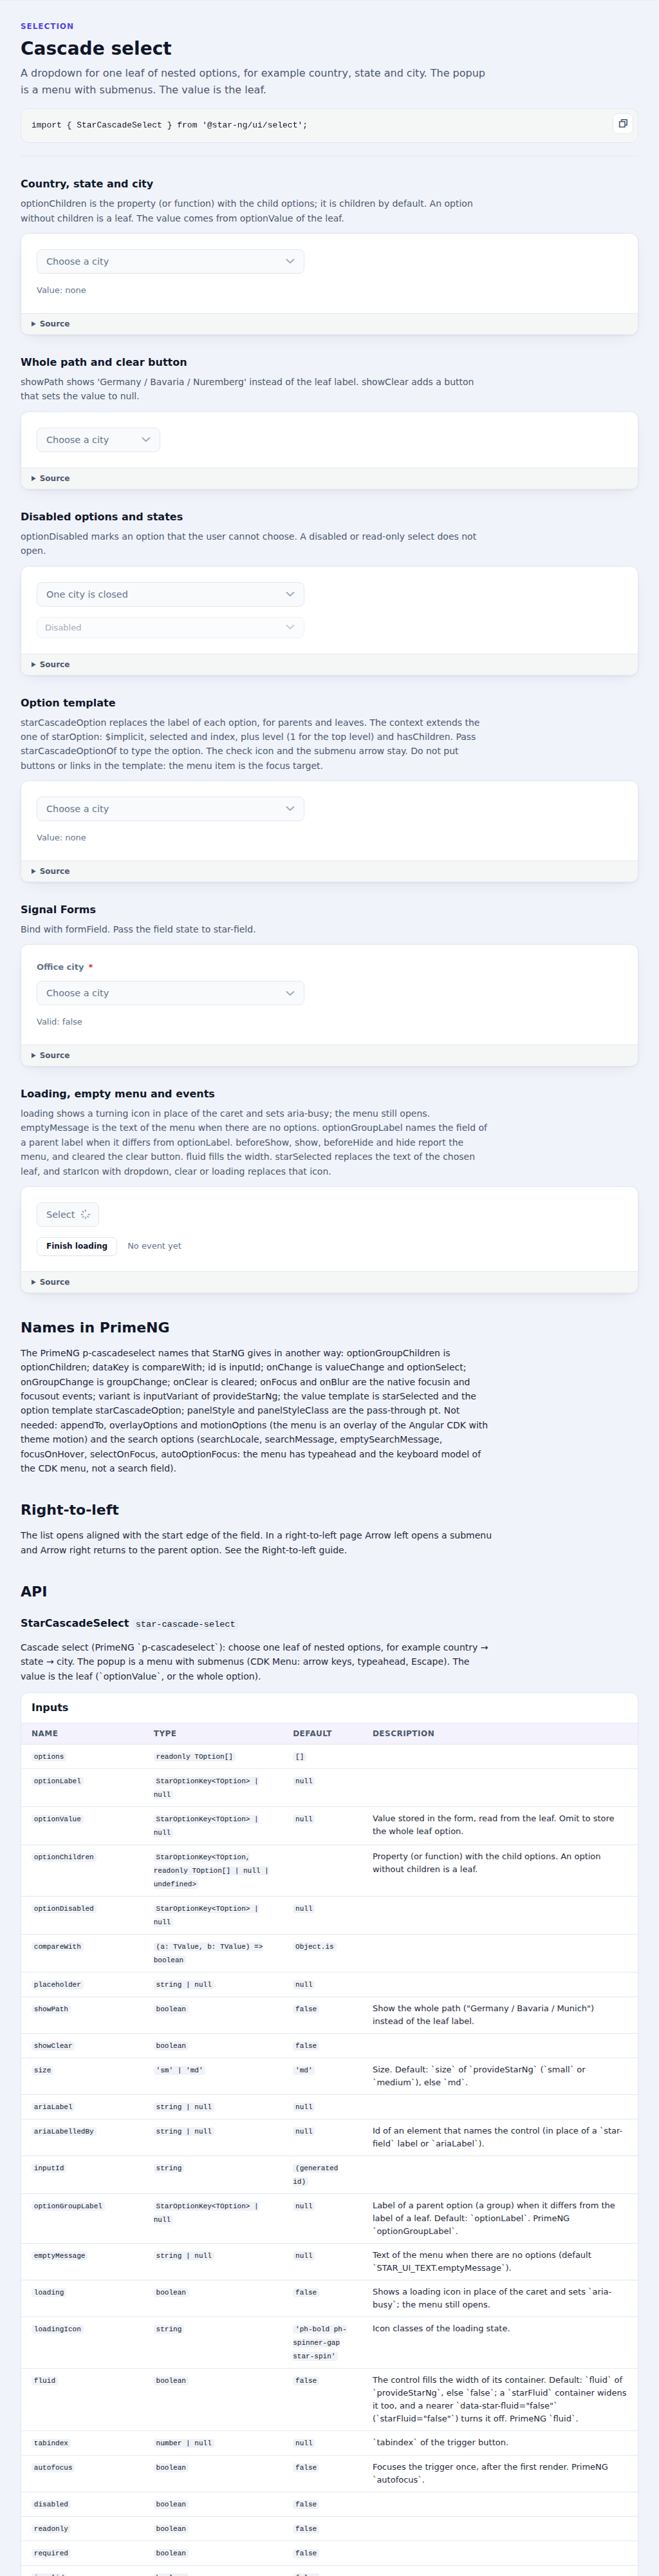 SELECTION
Cascade select
A dropdown for one leaf of nested options, for example country, state and city. The popup
is a menu with submenus. The value is the leaf.
import { StarCascadeSelect } from '@star-ng/ui/select';
Country, state and city
optionChildren is the property (or function) with the child options; it is children by default. An option
without children is a leaf. The value comes from optionValue of the leaf.
Choose a city
Value: none
Source
Whole path and clear button
showPath shows 'Germany / Bavaria / Nuremberg' instead of the leaf label. showClear adds a button
that sets the value to null.
Choose a city
Source
Disabled options and states
optionDisabled marks an option that the user cannot choose. A disabled or read-only select does not
open.
One city is closed
Disabled
Source
Option template
starCascadeOption replaces the label of each option, for parents and leaves. The context extends the
one of starOption: $implicit, selected and index, plus level (1 for the top level) and hasChildren. Pass
starCascadeOptionOf to type the option. The check icon and the submenu arrow stay. Do not put
buttons or links in the template: the menu item is the focus target.
Choose a city
Value: none
Source
Signal Forms
Bind with formField. Pass the field state to star-field.
Office city *
Choose a city
Valid: false
Source
Loading, empty menu and events
loading shows a turning icon in place of the caret and sets aria-busy; the menu still opens.
emptyMessage is the text of the menu when there are no options. optionGroupLabel names the field of
a parent label when it differs from optionLabel. beforeShow, show, beforeHide and hide report the
menu, and cleared the clear button. fluid fills the width. starSelected replaces the text of the chosen
leaf, and starIcon with dropdown, clear or loading replaces that icon.
Select
Finish loading No event yet
Source
Names in PrimeNG
The PrimeNG p-cascadeselect names that StarNG gives in another way: optionGroupChildren is
optionChildren; dataKey is compareWith; id is inputId; onChange is valueChange and optionSelect;
onGroupChange is groupChange; onClear is cleared; onFocus and onBlur are the native focusin and
focusout events; variant is inputVariant of provideStarNg; the value template is starSelected and the
option template starCascadeOption; panelStyle and panelStyleClass are the pass-through pt. Not
needed: appendTo, overlayOptions and motionOptions (the menu is an overlay of the Angular CDK with
theme motion) and the search options (searchLocale, searchMessage, emptySearchMessage,
focusOnHover, selectOnFocus, autoOptionFocus: the menu has typeahead and the keyboard model of
the CDK menu, not a search field).
Right-to-left
The list opens aligned with the start edge of the field. In a right-to-left page Arrow left opens a submenu
and Arrow right returns to the parent option. See the Right-to-left guide.
API
StarCascadeSelect star-cascade-select
Cascade select (PrimeNG `p-cascadeselect`): choose one leaf of nested options, for example country →
state → city. The popup is a menu with submenus (CDK Menu: arrow keys, typeahead, Escape). The
value is the leaf (`optionValue`, or the whole option).
Inputs
NAME TYPE DEFAULT DESCRIPTION
options readonly TOption[] []
optionLabel StarOptionKey<TOption> | null
null
optionValue StarOptionKey<TOption> | null Value stored in the form, read from the leaf. Omit to store
null the whole leaf option.
optionChildren StarOptionKey<TOption, Property (or function) with the child options. An option
readonly TOption[] | null | without children is a leaf.
undefined>
optionDisabled StarOptionKey<TOption> | null
null
compareWith (a: TValue, b: TValue) => Object.is
boolean
placeholder string | null null
showPath boolean false Show the whole path ("Germany / Bavaria / Munich")
instead of the leaf label.
showClear boolean false
size 'sm' | 'md' 'md' Size. Default: `size` of `provideStarNg` (`small` or
`medium`), else `md`.
ariaLabel string | null null
ariaLabelledBy string | null null Id of an element that names the control (in place of a `star-
field` label or `ariaLabel`).
inputId string (generated
id)
optionGroupLabel StarOptionKey<TOption> | null Label of a parent option (a group) when it differs from the
null label of a leaf. Default: `optionLabel`. PrimeNG
`optionGroupLabel`.
emptyMessage string | null null Text of the menu when there are no options (default
`STAR_UI_TEXT.emptyMessage`).
loading boolean false Shows a loading icon in place of the caret and sets `aria-
busy`; the menu still opens.
loadingIcon string 'ph-bold ph- Icon classes of the loading state.
spinner-gap
star-spin'
fluid boolean false The control fills the width of its container. Default: `fluid` of
`provideStarNg`, else `false`; a `starFluid` container widens
it too, and a nearer `data-star-fluid="false"`
(`starFluid="false"`) turns it off. PrimeNG `fluid`.
tabindex number | null null `tabindex` of the trigger button.
autofocus boolean false Focuses the trigger once, after the first render. PrimeNG
`autofocus`.
disabled boolean false
readonly boolean false
required boolean false